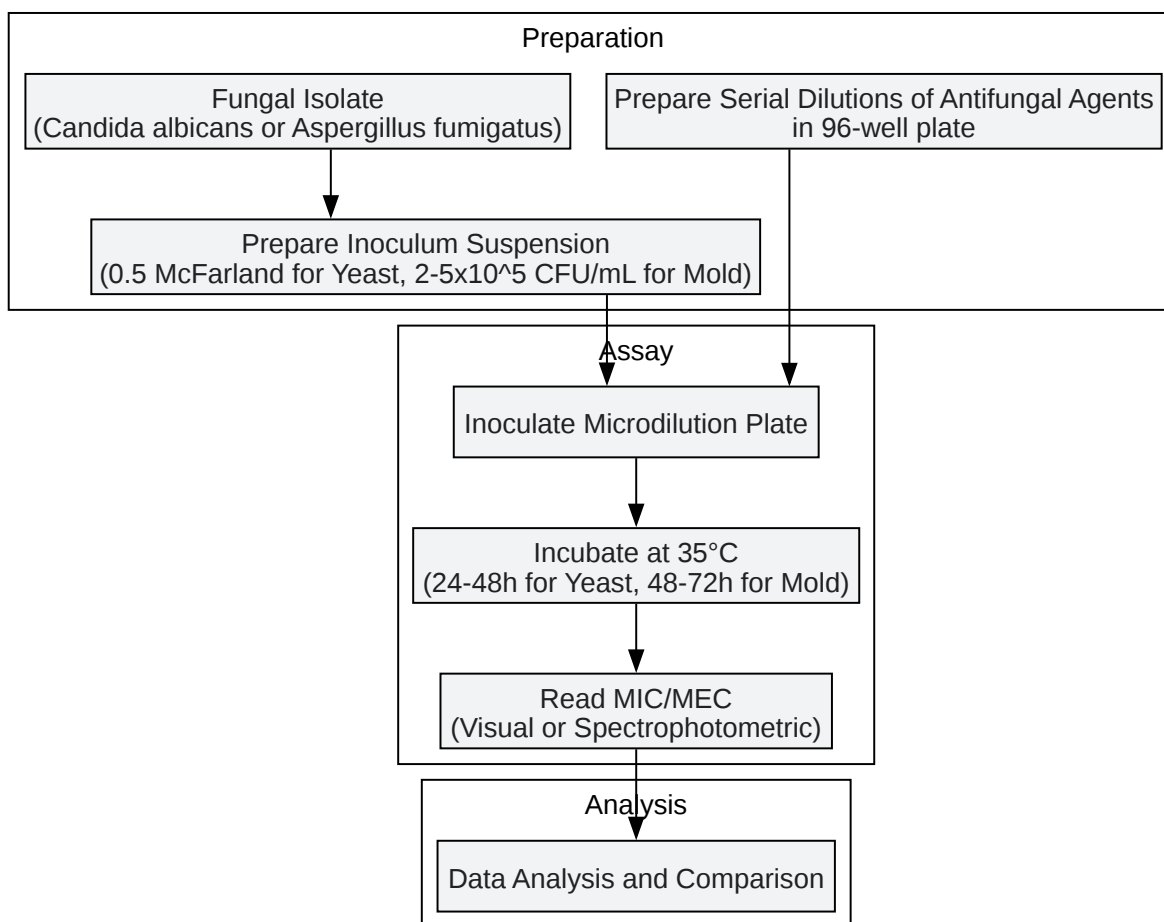 Preparation
Fungal Isolate
(Candida albicans or Aspergillus fumigatus)
Prepare Serial Dilutions of Antifungal Agents
in 96-well plate
Prepare Inoculum Suspension
(0.5 McFarland for Yeast, 2-5x10^5 CFU/mL for Mold)
Assay
Inoculate Microdilution Plate
Incubate at 35°C
(24-48h for Yeast, 48-72h for Mold)
Read MIC/MEC
(Visual or Spectrophotometric)
Analysis
Data Analysis and Comparison